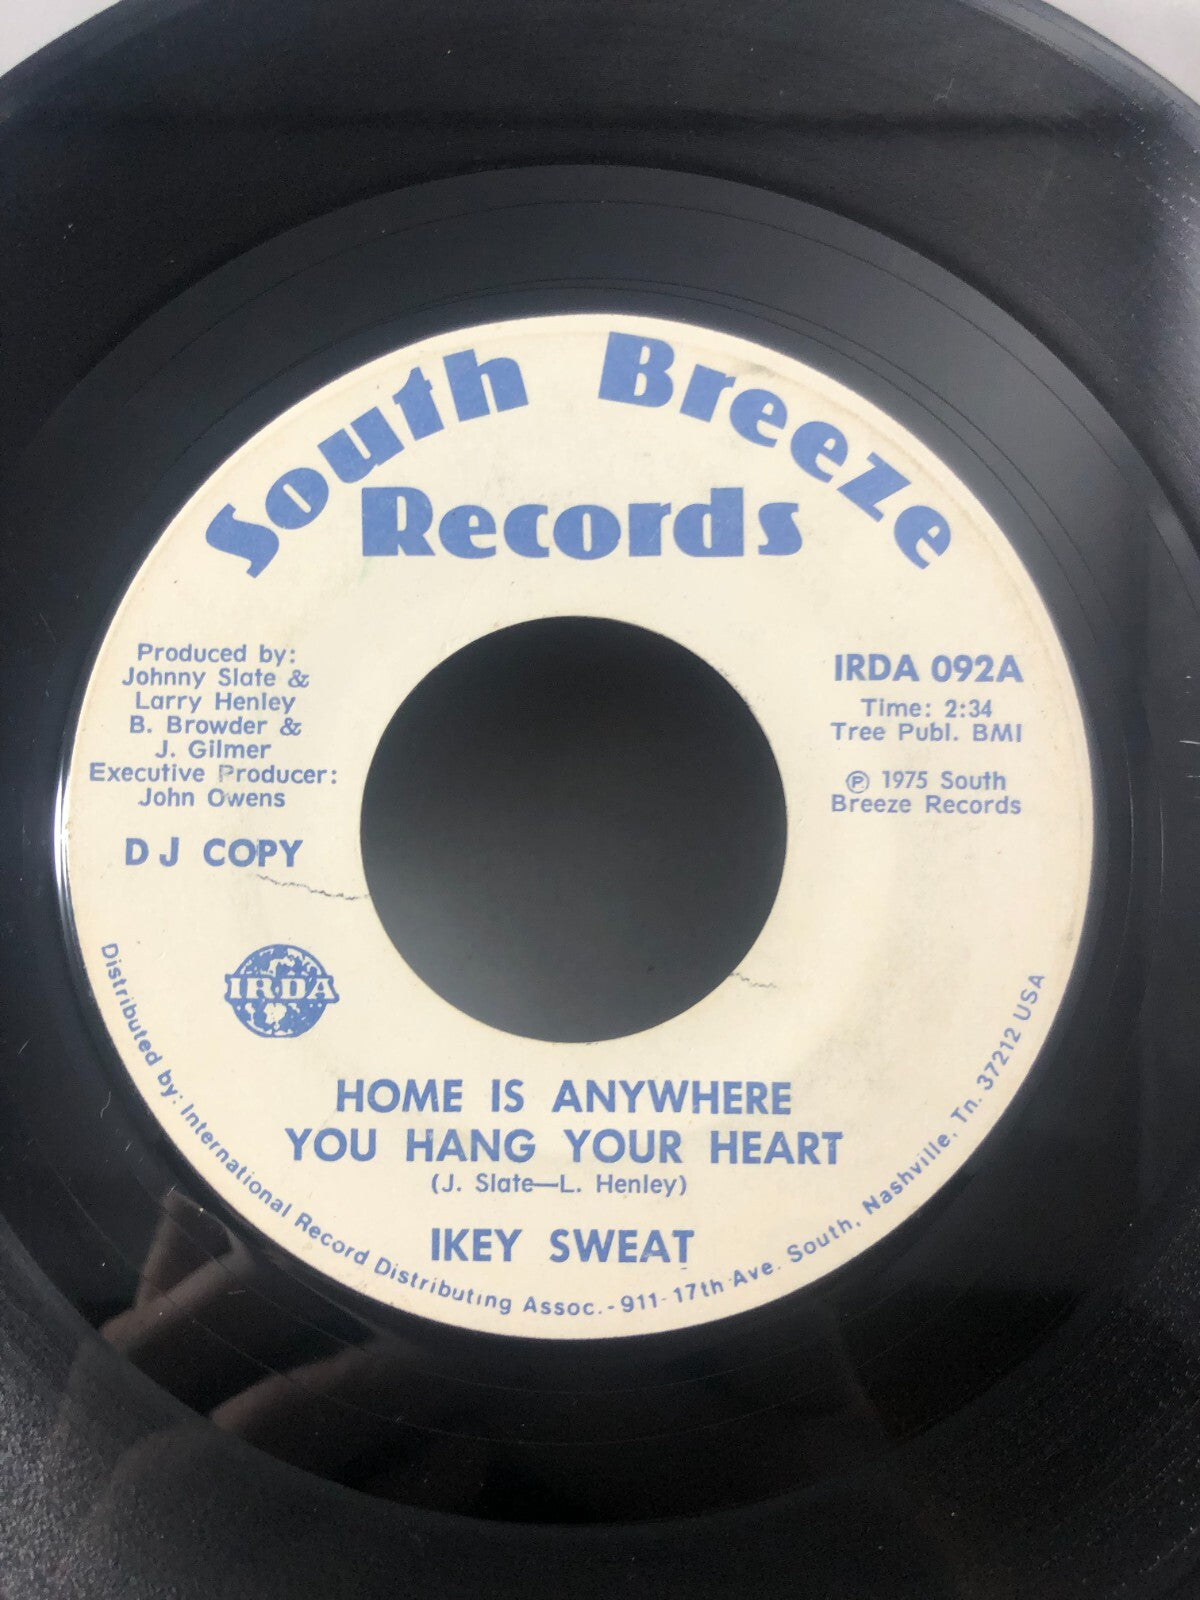 South Breeze
Records
Produced by:
Johnny Slate &
Larry Henley
B. Browder &
J. Gilmer
Executive Producer:
John Owens
DJ COPY
IRDA 092A
Time: 2:34
Tree Publ. BMI
℗ 1975 South
Breeze Records
IRDA
HOME IS ANYWHERE
YOU HANG YOUR HEART
(J. Slate—L. Henley)
IKEY SWEAT
Distributed by: International Record Distributing Assoc. - 911- 17th Ave. South, Nashville, Tn. 37212 USA